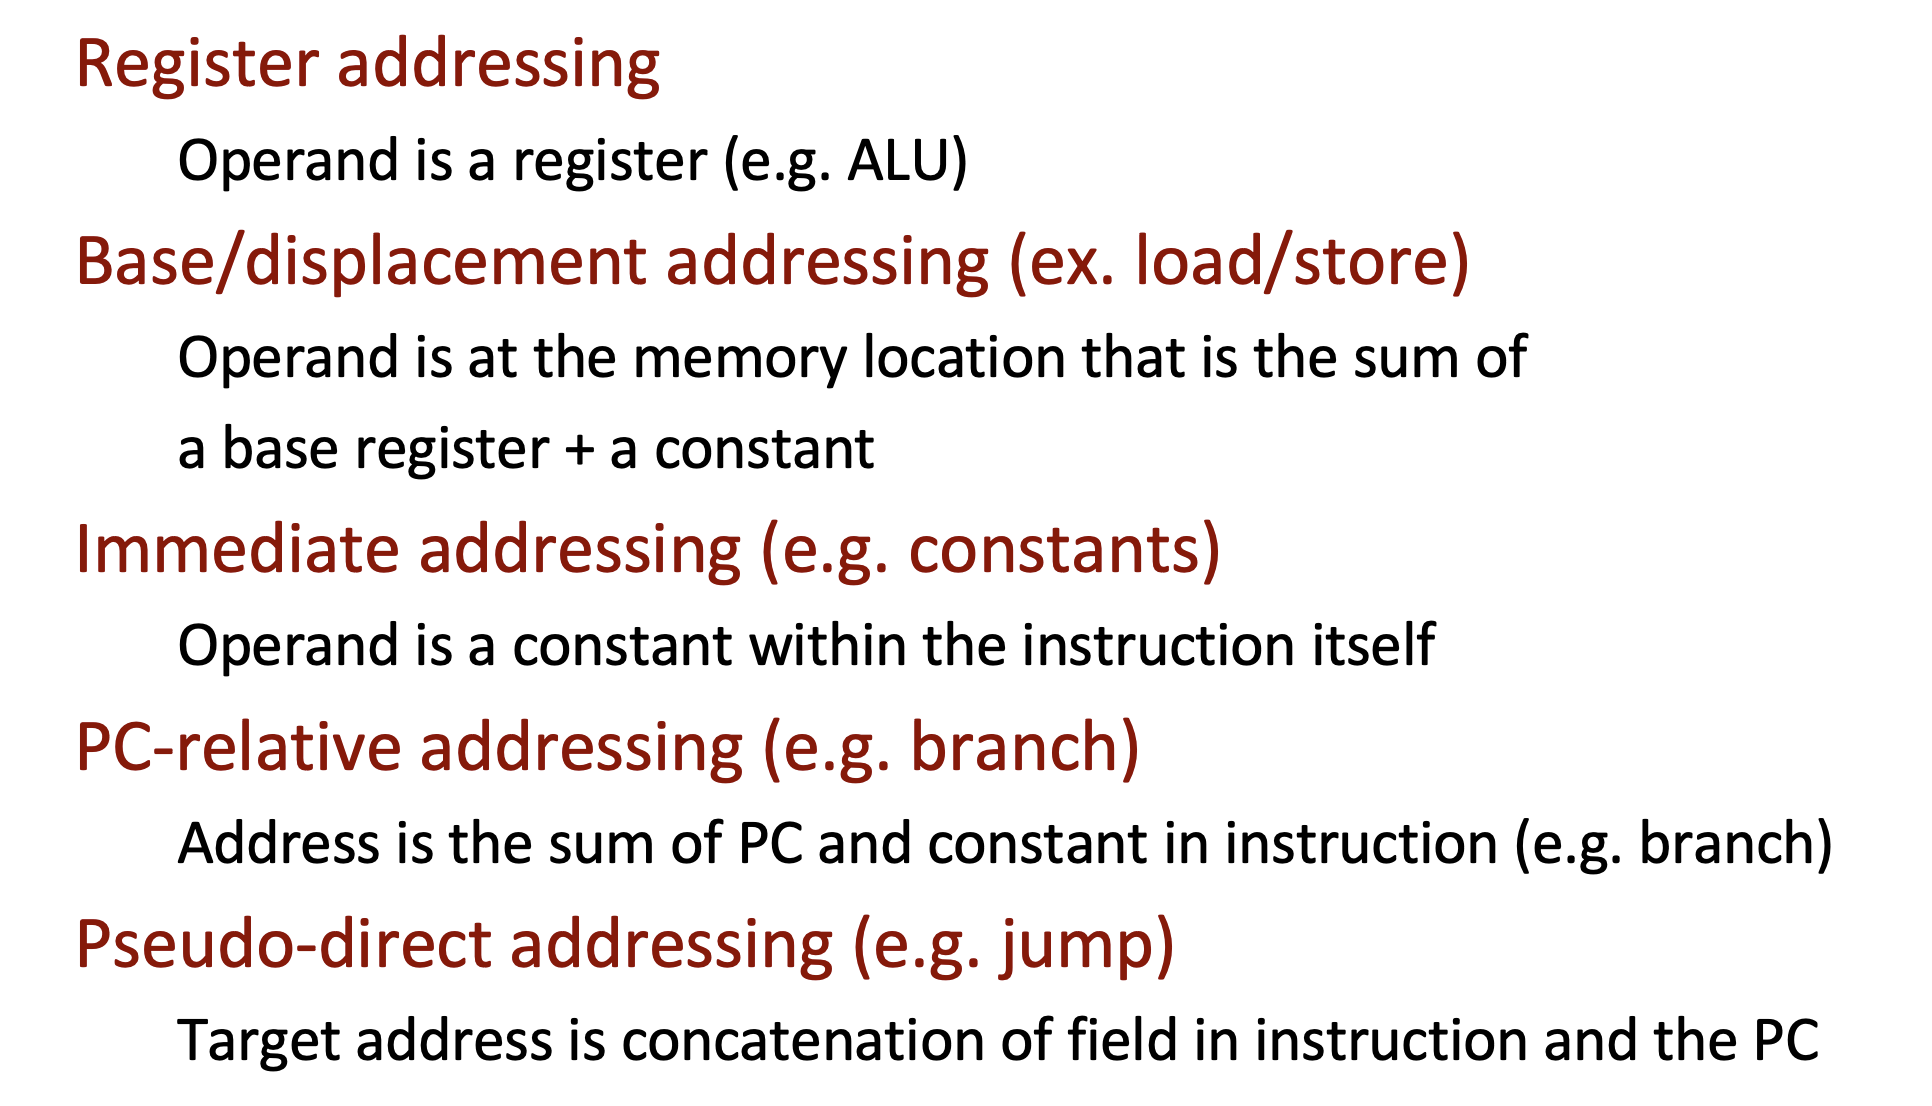 Register addressing
Operand is a register (e.g. ALU)
Base/displacement addressing (ex. load/store)
Operand is at the memory location that is the sum of
a base register + a constant
Immediate addressing (e.g. constants)
Operand is a constant within the instruction itself
PC-relative addressing (e.g. branch)
Address is the sum of PC and constant in instruction (e.g. branch)
Pseudo-direct addressing (e.g. jump)
Target address is concatenation of field in instruction and the PC